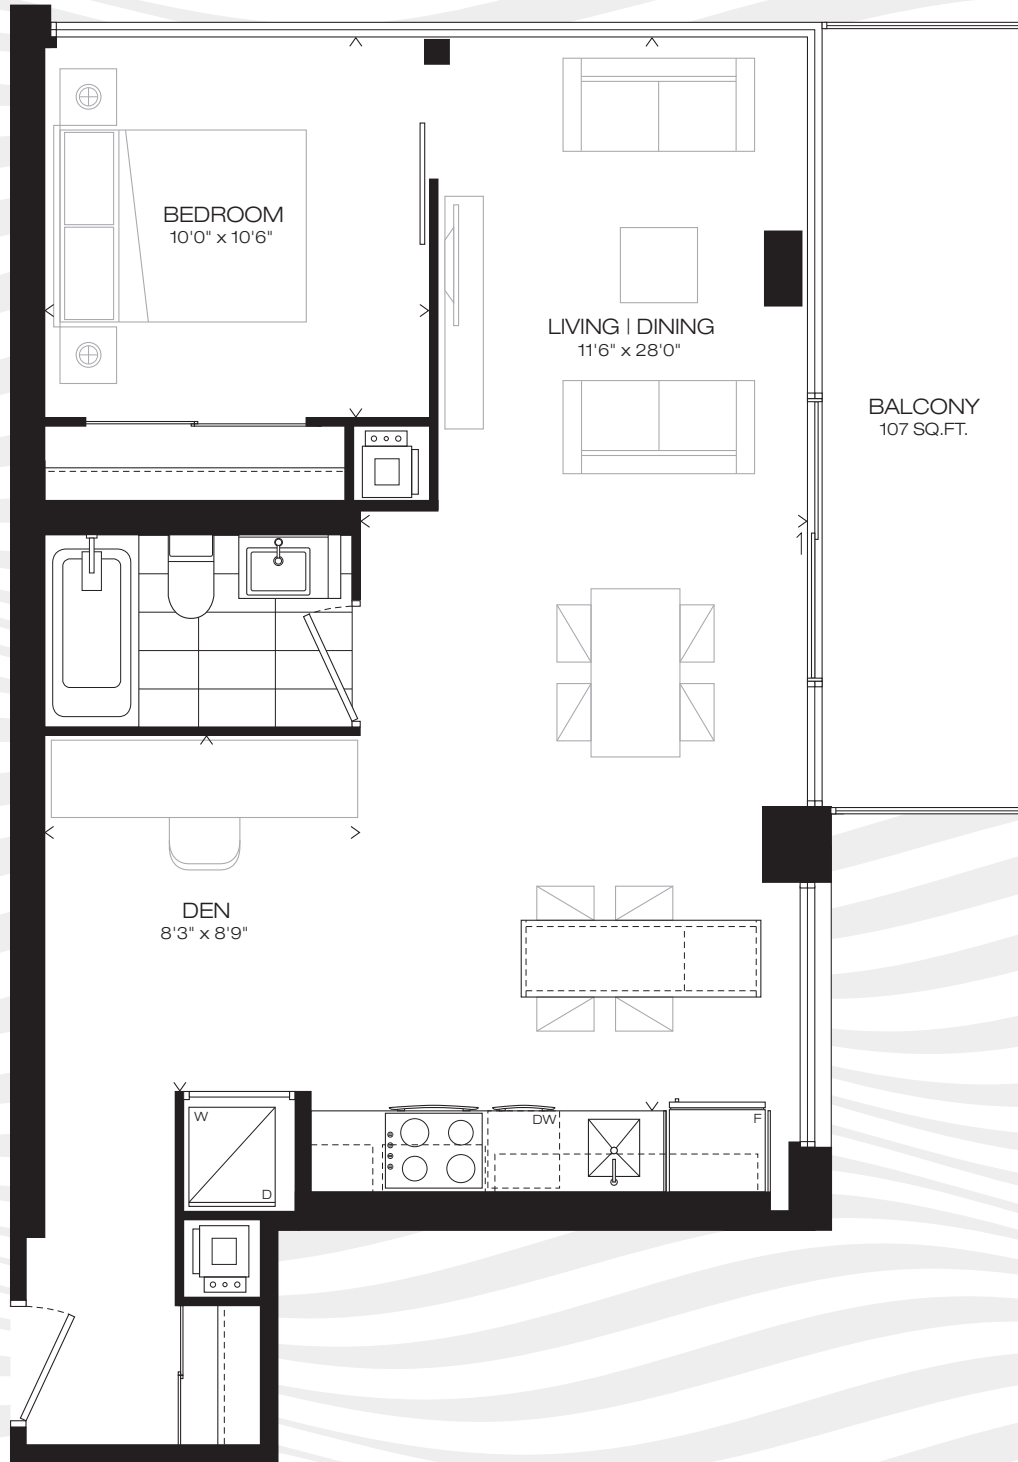 BEDROOM
10'0" x 10'6"
LIVING | DINING
11'6" x 28'0"
BALCONY
107 SQ.FT.
DEN
8'3" x 8'9"
W
D
DW
F